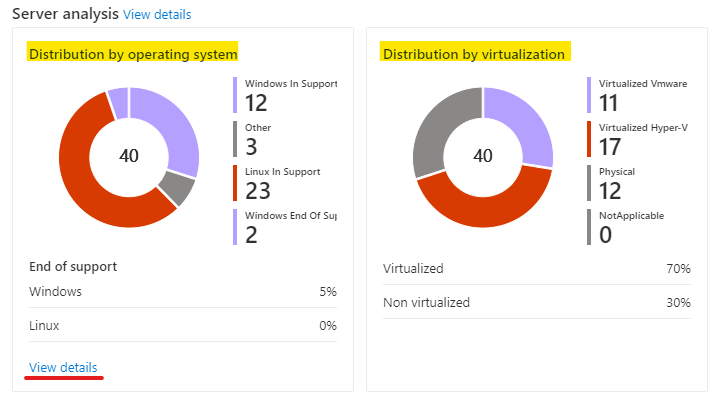 Server analysis View details
Distribution by operating system
40
Windows In Support
12
Other
3
Linux In Support
23
Windows End Of Sup
2
End of support
Windows 5%
Linux 0%
View details
Distribution by virtualization
40
Virtualized Vmware
11
Virtualized Hyper-V
17
Physical
12
NotApplicable
0
Virtualized 70%
Non virtualized 30%